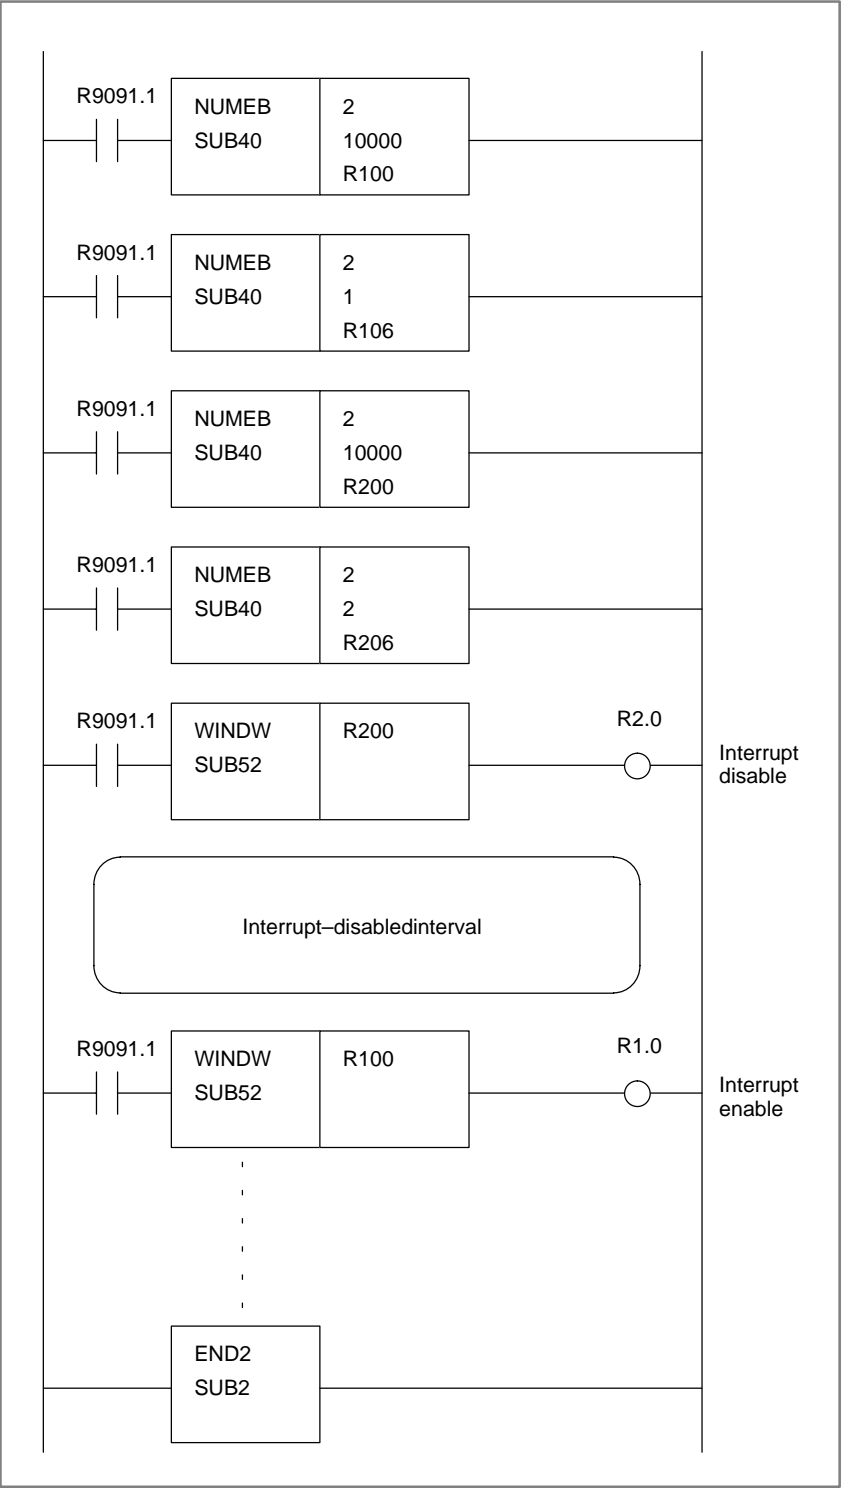 R9091.1
NUMEB 2
SUB40 10000
R100
R9091.1
NUMEB 2
SUB40 1
R106
R9091.1
NUMEB 2
SUB40 10000
R200
R9091.1
NUMEB 2
SUB40 2
R206
R9091.1
WINDW R200
SUB52
R2.0
Interrupt
disable
Interrupt–disabledinterval
R9091.1
WINDW R100
SUB52
R1.0
Interrupt
enable
END2
SUB2